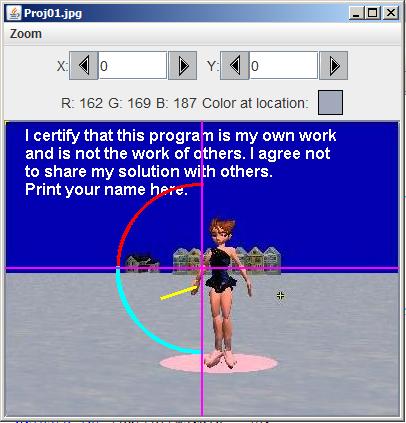 Proj01.jpg
Zoom
X: 0 Y: 0
R: 162 G: 169 B: 187 Color at location:
I certify that this program is my own work
and is not the work of others. I agree not
to share my solution with others.
Print your name here.